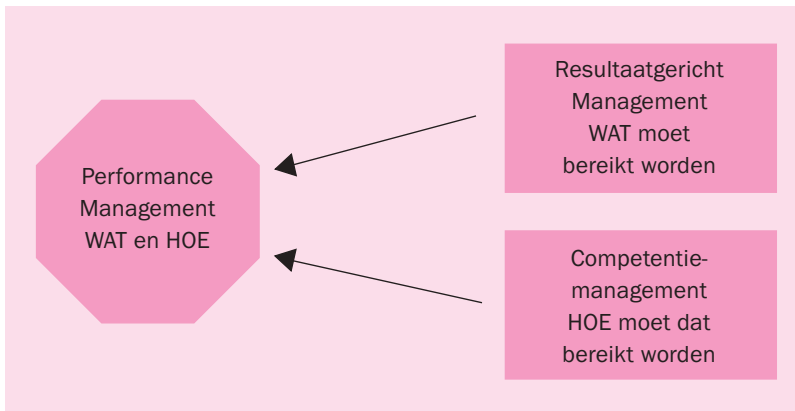 Performance
Management
WAT en HOE
Resultaatgericht
Management
WAT moet
bereikt worden
Competentie-
management
HOE moet dat
bereikt worden